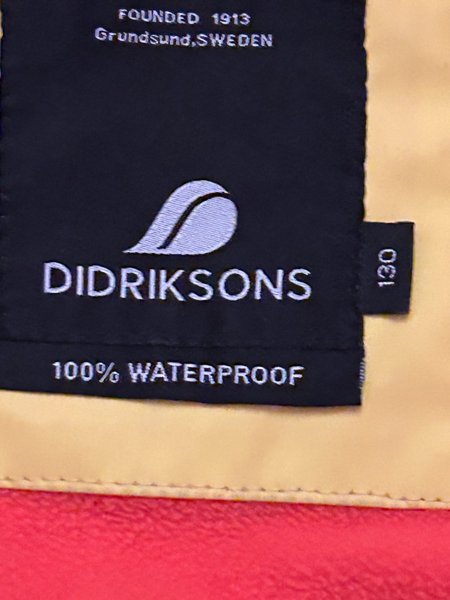 FOUNDED 1913
Grundsund,SWEDEN
DIDRIKSONS
130
100% WATERPROOF